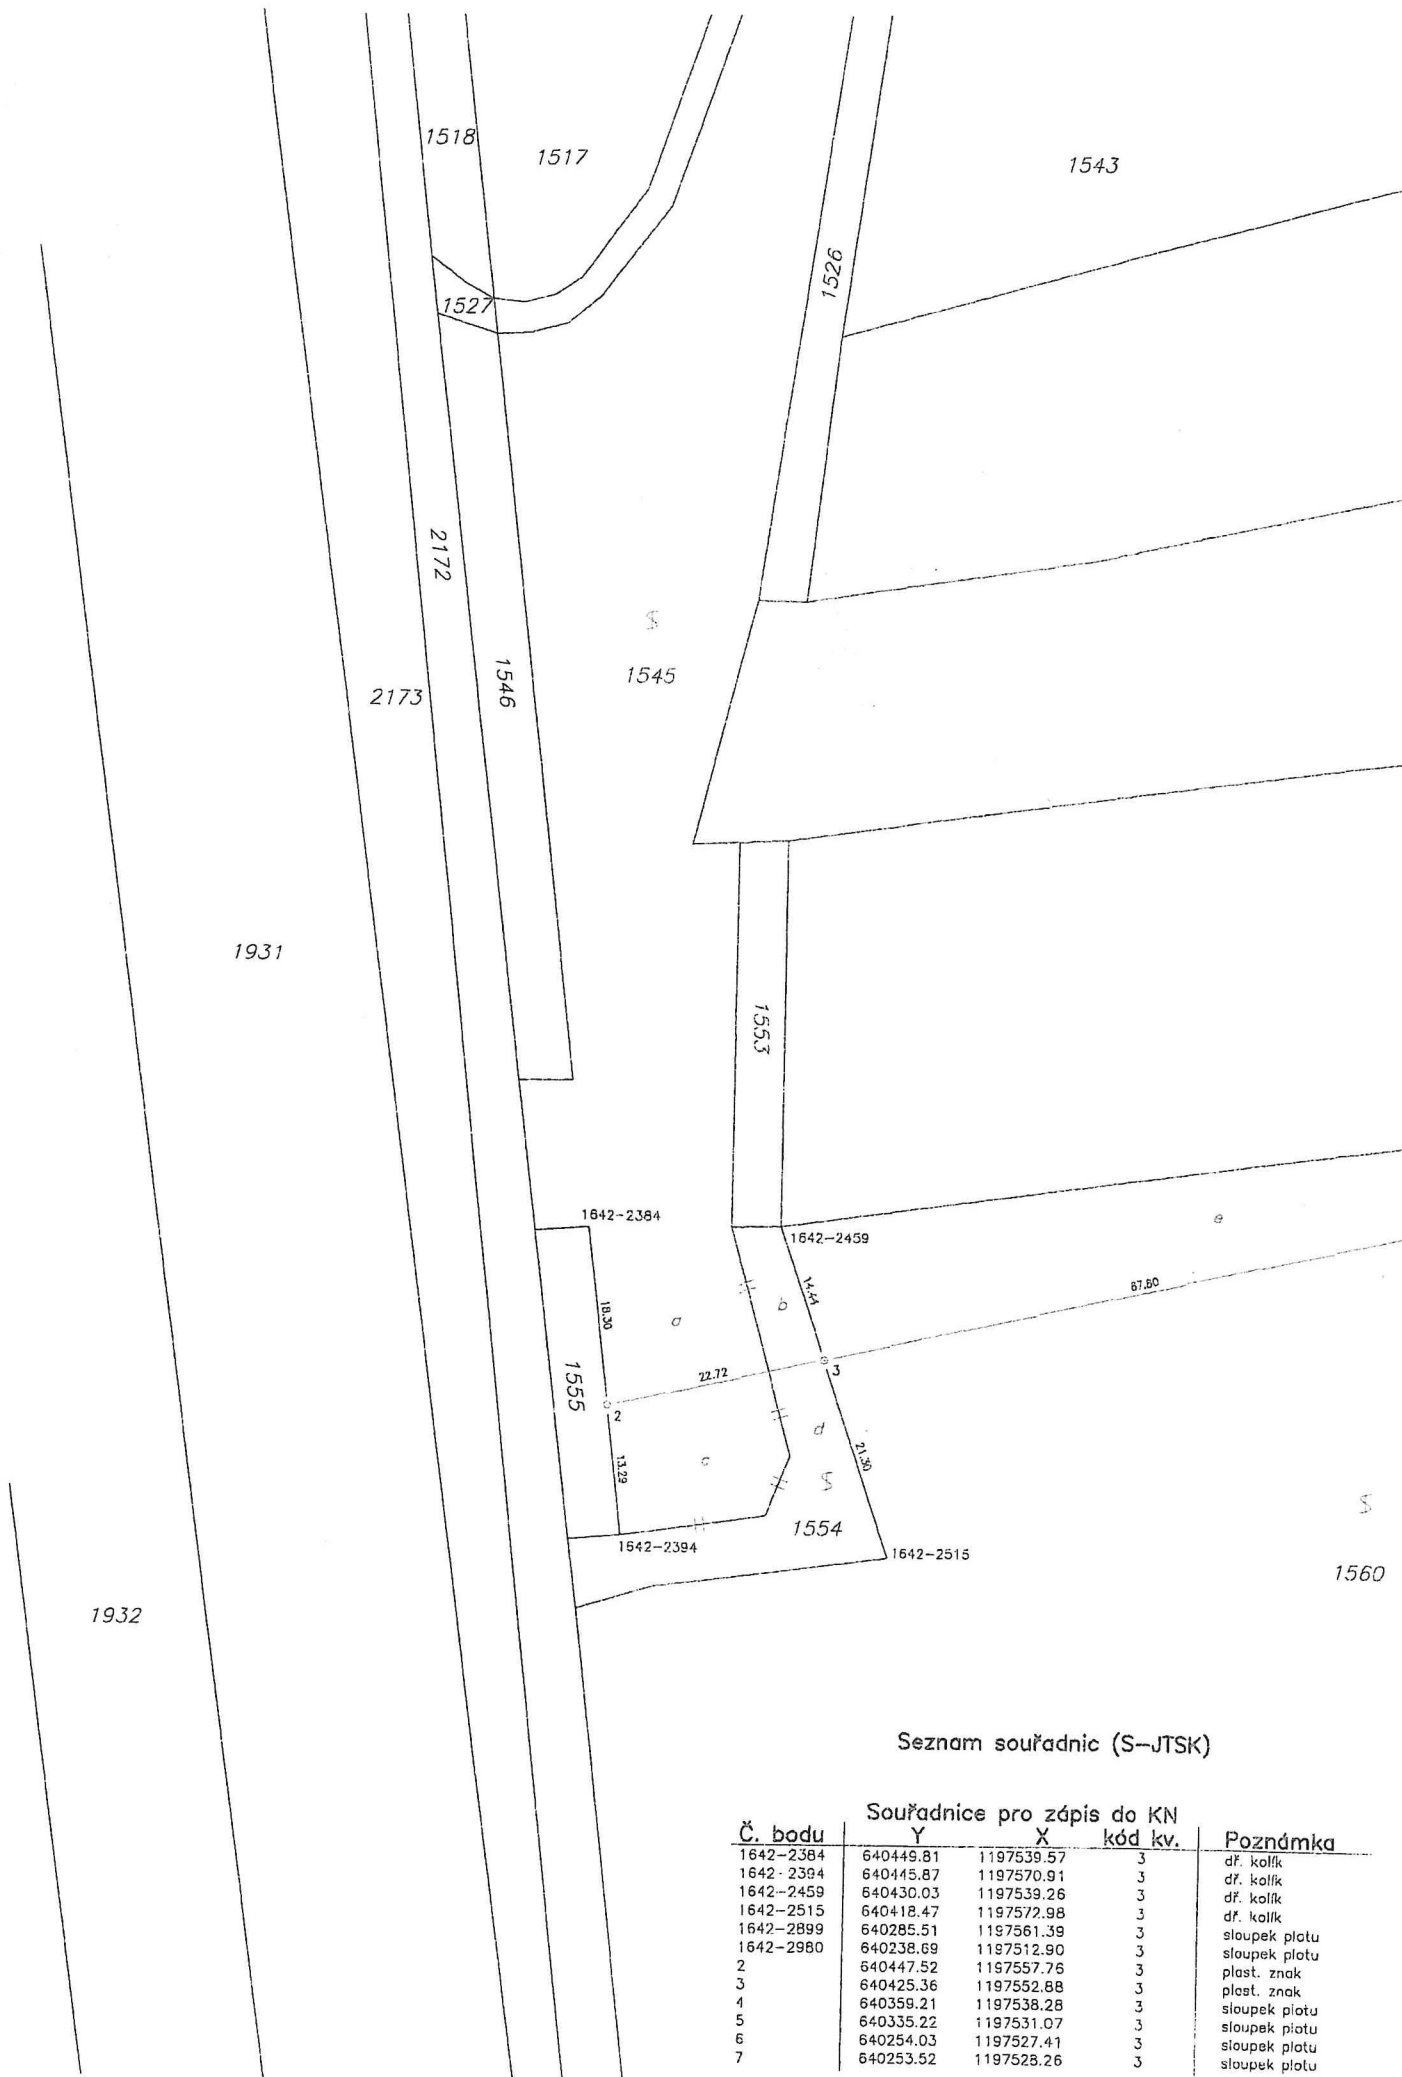 1518
1517
1543
1526
1527
2172
1545
1546
2173
1931
1553
1642-2384
1642-2459
e
14.44
67.60
b
18.30
a
3
22.72
1555
2
d
21.30
c
13.29
1554
1642-2394
1642-2515
1560
1932
Seznam souřadnic (S-JTSK)
Souřadnice pro zápis do KN
Č. bodu Y X kód kv. Poznámka
1642-2384 640449.81 1197539.57 3 dř. kolík
1642-2394 640445.87 1197570.91 3 dř. kolík
1642-2459 640430.03 1197539.26 3 dř. kolík
1642-2515 640418.47 1197572.98 3 dř. kolík
1642-2899 640285.51 1197561.39 3 sloupek plotu
1642-2980 640238.69 1197512.90 3 sloupek plotu
2 640447.52 1197557.76 3 plast. znak
3 640425.36 1197552.88 3 plast. znak
4 640359.21 1197538.28 3 sloupek plotu
5 640335.22 1197531.07 3 sloupek plotu
6 640254.03 1197527.41 3 sloupek plotu
7 640253.52 1197528.26 3 sloupek plotu